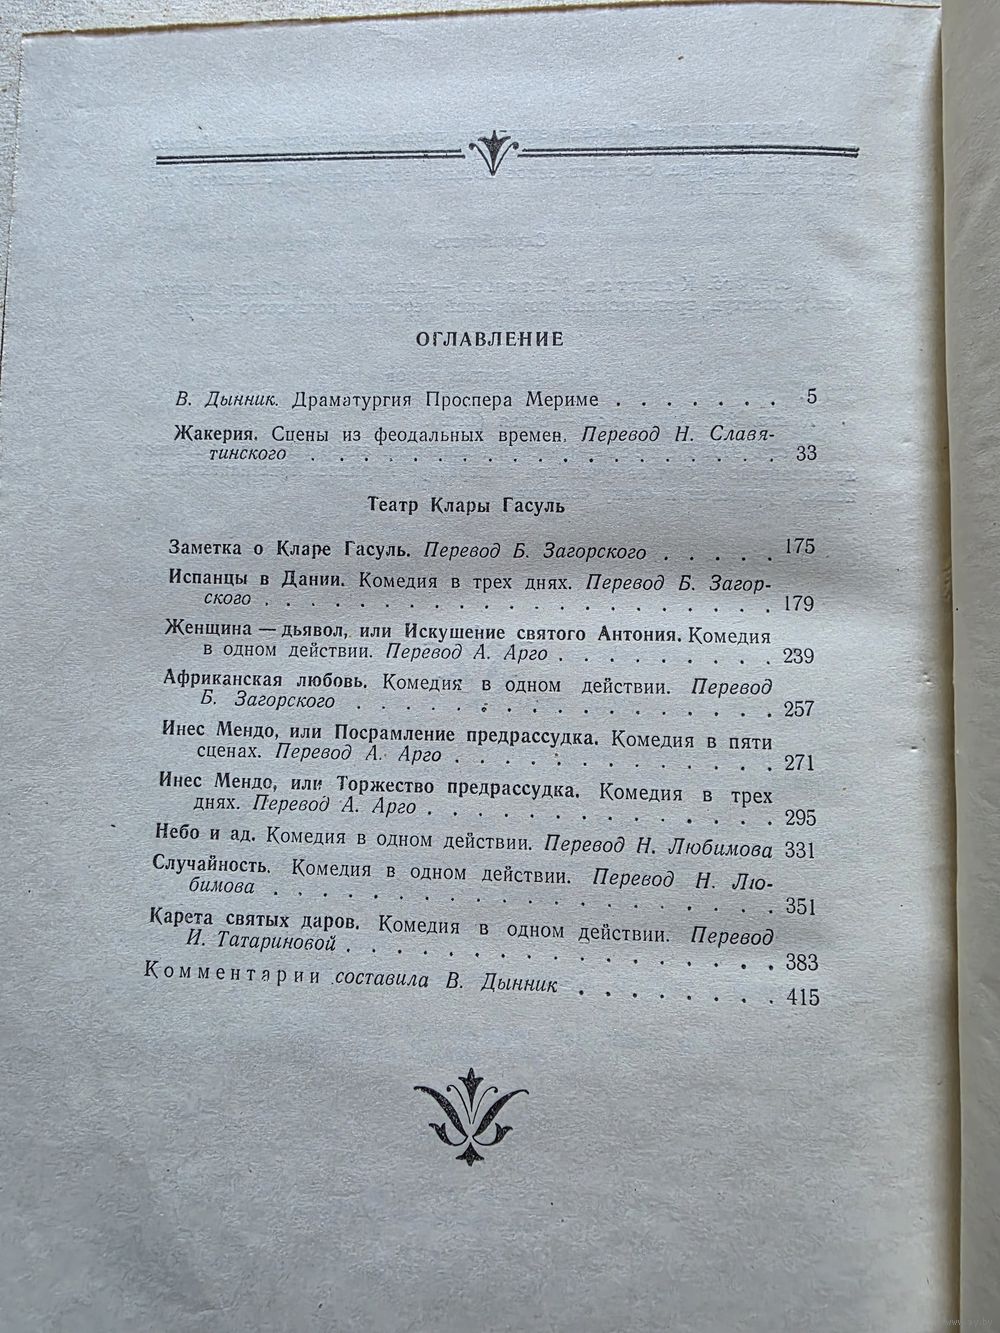 ОГЛАВЛЕНИЕ
В. Дынник. Драматургия Проспера Мериме . . . . . . . 5
Жакерия. Сцены из феодальных времен. Перевод Н. Славя-
тинского . . . . . . . . . . . . . . . . . . 33
Театр Клары Гасуль
Заметка о Кларе Гасуль. Перевод Б. Загорского . . . . . 175
Испанцы в Дании. Комедия в трех днях. Перевод Б. Загор-
ского . . . . . . . . . . . . . . . . . . . 179
Женщина — дьявол, или Искушение святого Антония. Комедия
в одном действии. Перевод А. Арго . . . . . . . . . 239
Африканская любовь. Комедия в одном действии. Перевод
Б. Загорского . . . . . . . . . . . . . . . . 257
Инес Мендо, или Посрамление предрассудка. Комедия в пяти
сценах. Перевод А. Арго . . . . . . . . . . . . . 271
Инес Мендо, или Торжество предрассудка. Комедия в трех
днях. Перевод А. Арго . . . . . . . . . . . . . . 295
Небо и ад. Комедия в одном действии. Перевод Н. Любимова 331
Случайность. Комедия в одном действии. Перевод Н. Лю-
бимова . . . . . . . . . . . . . . . . . . . 351
Карета святых даров. Комедия в одном действии. Перевод
И. Татариновой . . . . . . . . . . . . . . . . 383
Комментарии составила В. Дынник . . . . . . . . 415